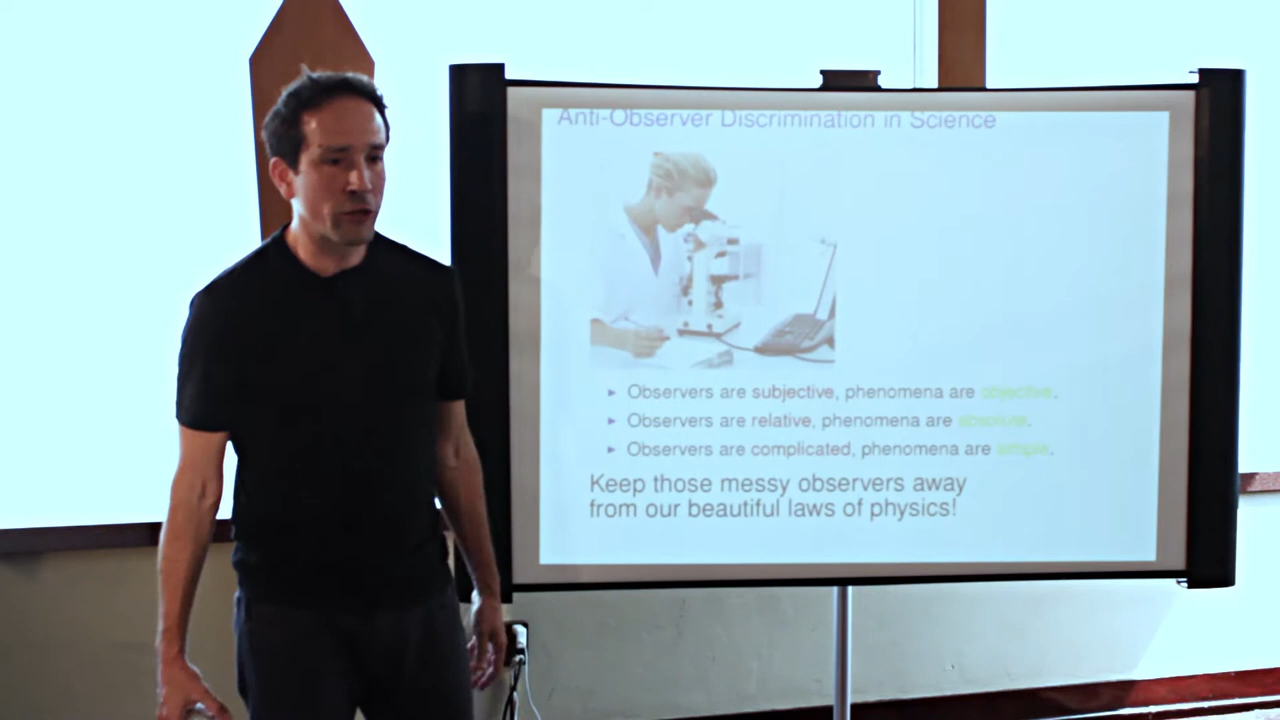 Anti-Observer Discrimination in Science
▸ Observers are subjective, phenomena are objective.
▸ Observers are relative, phenomena are absolute.
▸ Observers are complicated, phenomena are simple.
Keep those messy observers away
from our beautiful laws of physics!